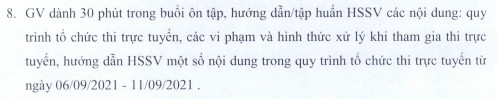 8. GV dành 30 phút trong buổi ôn tập, hướng dẫn/tập huấn HSSV các nội dung: quy
trình tổ chức thi trực tuyến, các vi phạm và hình thức xử lý khi tham gia thi trực
tuyến, hướng dẫn HSSV một số nội dung trong quy trình tổ chức thi trực tuyến từ
ngày 06/09/2021 - 11/09/2021 .